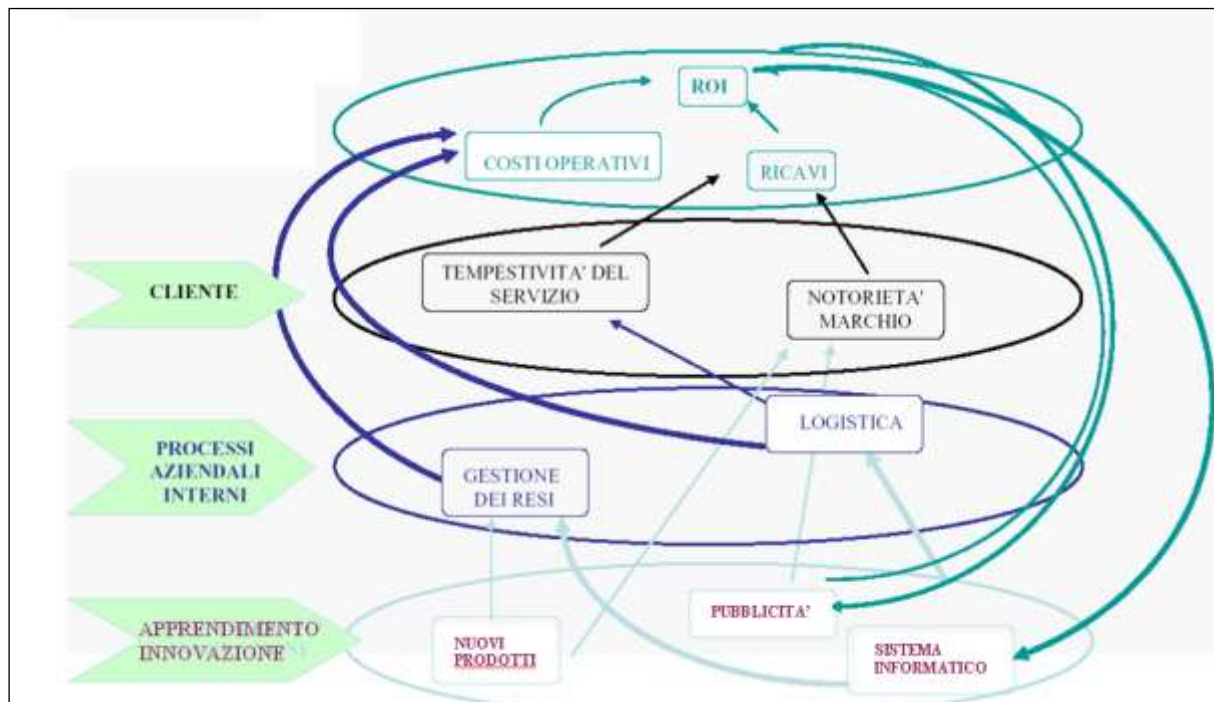 ROI
COSTI OPERATIVI
RICAVI
CLIENTE
TEMPESTIVITA' DEL
SERVIZIO
NOTORIETA'
MARCHIO
PROCESSI
AZIENDALI
INTERNI
LOGISTICA
GESTIONE
DEI RESI
APPRENDIMENTO
INNOVAZIONE
NUOVI
PRODOTTI
PUBBLICITA'
SISTEMA
INFORMATICO